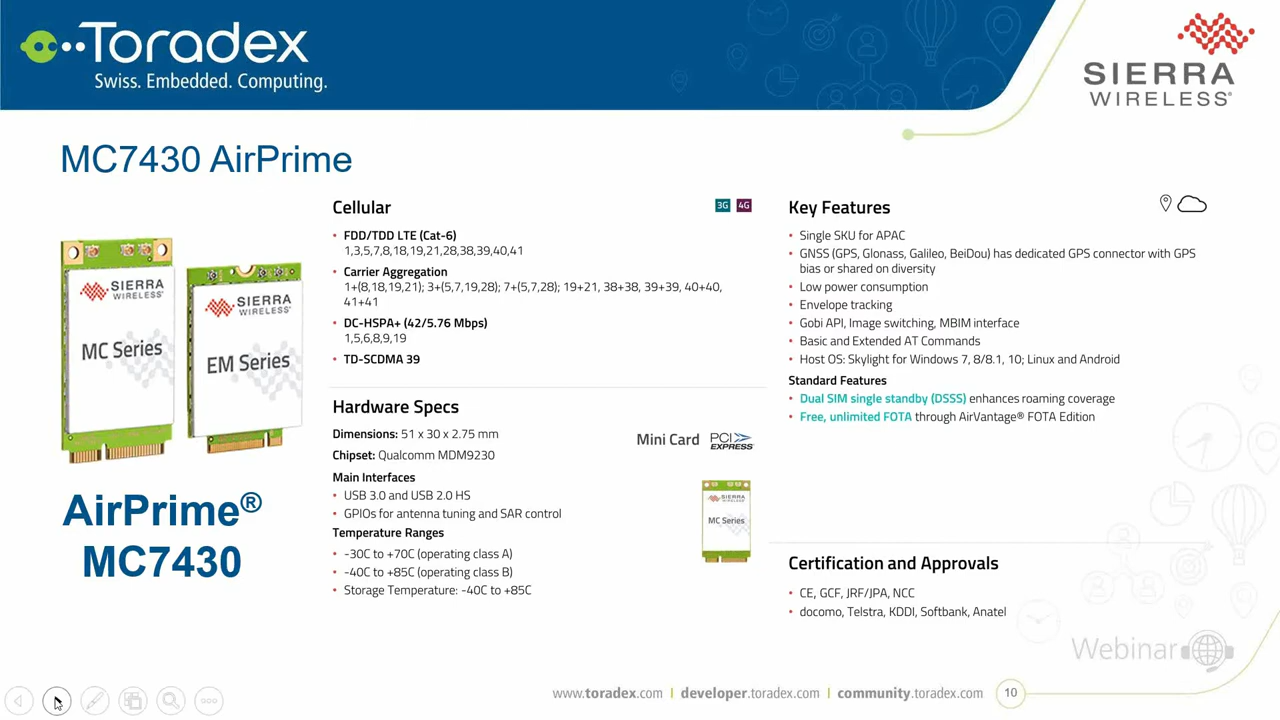 Toradex
Swiss. Embedded. Computing.
SIERRA
WIRELESS®
MC7430 AirPrime
SIERRA
WIRELESS®
MC Series
SIERRA
WIRELESS®
EM Series
AirPrime®
MC7430
Cellular
3G 4G
• FDD/TDD LTE (Cat-6)
1,3,5,7,8,18,19,21,28,38,39,40,41
• Carrier Aggregation
1+(8,18,19,21); 3+(5,7,19,28); 7+(5,7,28); 19+21, 38+38, 39+39, 40+40,
41+41
• DC-HSPA+ (42/5.76 Mbps)
1,5,6,8,9,19
• TD-SCDMA 39
Hardware Specs
Dimensions: 51 x 30 x 2.75 mm
Chipset: Qualcomm MDM9230
Main Interfaces
• USB 3.0 and USB 2.0 HS
• GPIOs for antenna tuning and SAR control
Temperature Ranges
• -30C to +70C (operating class A)
• -40C to +85C (operating class B)
• Storage Temperature: -40C to +85C
Mini Card
PCI
EXPRESS®
SIERRA
WIRELESS
MC Series
Key Features
• Single SKU for APAC
• GNSS (GPS, Glonass, Galileo, BeiDou) has dedicated GPS connector with GPS
bias or shared on diversity
• Low power consumption
• Envelope tracking
• Gobi API, Image switching, MBIM interface
• Basic and Extended AT Commands
• Host OS: Skylight for Windows 7, 8/8.1, 10; Linux and Android
Standard Features
• Dual SIM single standby (DSSS) enhances roaming coverage
• Free, unlimited FOTA through AirVantage® FOTA Edition
Certification and Approvals
• CE, GCF, JRF/JPA, NCC
• docomo, Telstra, KDDI, Softbank, Anatel
Webinar
www.toradex.com | developer.toradex.com | community.toradex.com
10